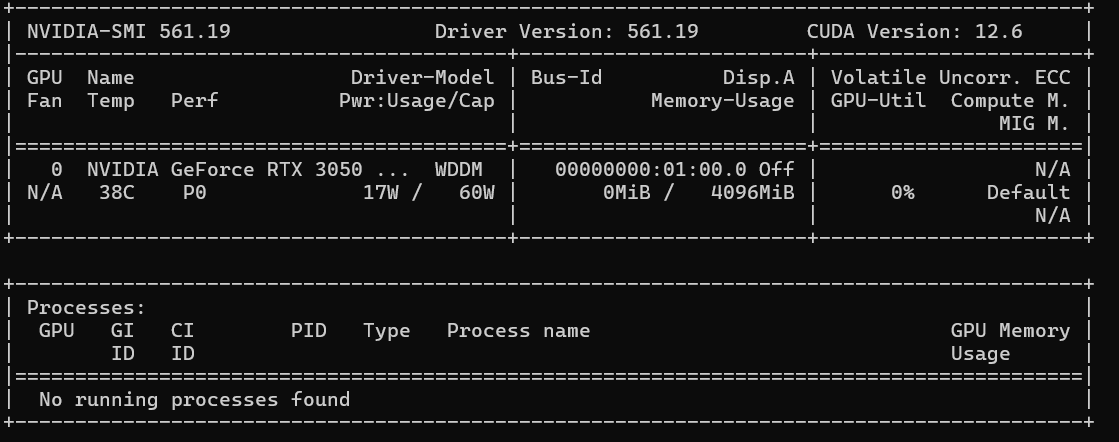 NVIDIA-SMI 561.19 Driver Version: 561.19 CUDA Version: 12.6
GPU Name Driver-Model | Bus-Id Disp.A | Volatile Uncorr. ECC
Fan Temp Perf Pwr:Usage/Cap | Memory-Usage | GPU-Util Compute M.
MIG M.
0 NVIDIA GeForce RTX 3050 ... WDDM | 00000000:01:00.0 Off | N/A
N/A 38C P0 17W / 60W | 0MiB / 4096MiB | 0% Default
N/A
Processes:
GPU GI CI PID Type Process name GPU Memory
ID ID Usage
No running processes found